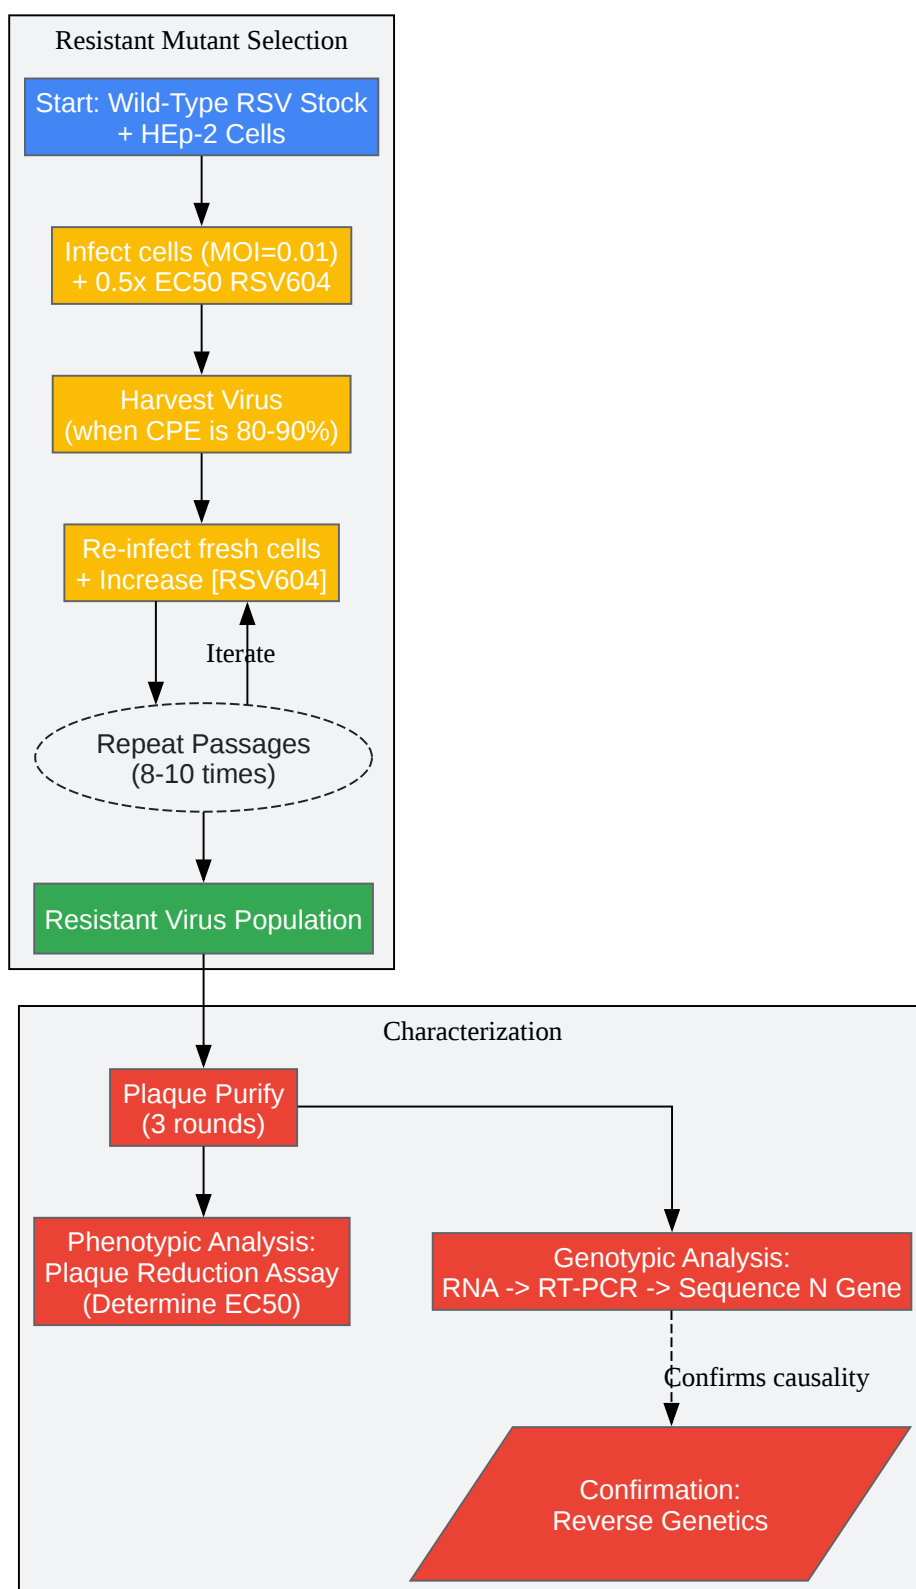 Resistant Mutant Selection
Start: Wild-Type RSV Stock
+ HEp-2 Cells
Infect cells (MOI=0.01)
+ 0.5x EC50 RSV604
Harvest Virus
(when CPE is 80-90%)
Re-infect fresh cells
+ Increase [RSV604]
Iterate
Repeat Passages
(8-10 times)
Resistant Virus Population
Characterization
Plaque Purify
(3 rounds)
Phenotypic Analysis:
Plaque Reduction Assay
(Determine EC50)
Genotypic Analysis:
RNA -> RT-PCR -> Sequence N Gene
Confirms causality
Confirmation:
Reverse Genetics